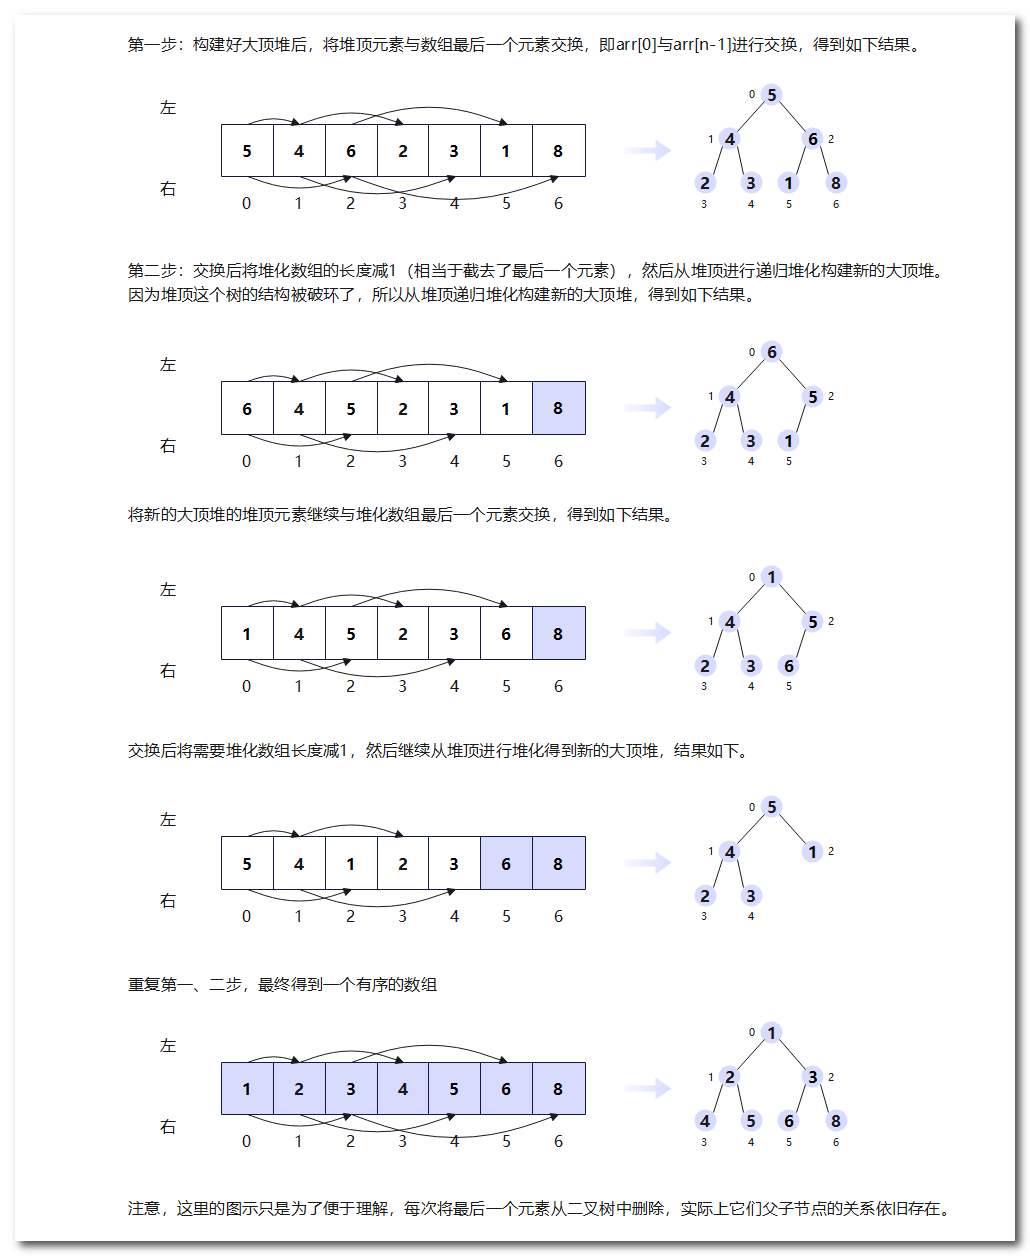 第一步：构建好大顶堆后，将堆顶元素与数组最后一个元素交换，即arr[0]与arr[n-1]进行交换，得到如下结果。
左
5 4 6 2 3 1 8
右
0 1 2 3 4 5 6
0 5
1 4 6 2
2 3 1 8
3 4 5 6
第二步：交换后将堆化数组的长度减1（相当于截去了最后一个元素），然后从堆顶进行递归堆化构建新的大顶堆。
因为堆顶这个树的结构被破环了，所以从堆顶递归堆化构建新的大顶堆，得到如下结果。
左
6 4 5 2 3 1 8
右
0 1 2 3 4 5 6
0 6
1 4 5 2
2 3 1
3 4 5
将新的大顶堆的堆顶元素继续与堆化数组最后一个元素交换，得到如下结果。
左
1 4 5 2 3 6 8
右
0 1 2 3 4 5 6
0 1
1 4 5 2
2 3 6
3 4 5
交换后将需要堆化数组长度减1，然后继续从堆顶进行堆化得到新的大顶堆，结果如下。
左
5 4 1 2 3 6 8
右
0 1 2 3 4 5 6
0 5
1 4 1 2
2 3
3 4
重复第一、二步，最终得到一个有序的数组
左
1 2 3 4 5 6 8
右
0 1 2 3 4 5 6
0 1
1 2 3 2
4 5 6 8
3 4 5 6
注意，这里的图示只是为了便于理解，每次将最后一个元素从二叉树中删除，实际上它们父子节点的关系依旧存在。